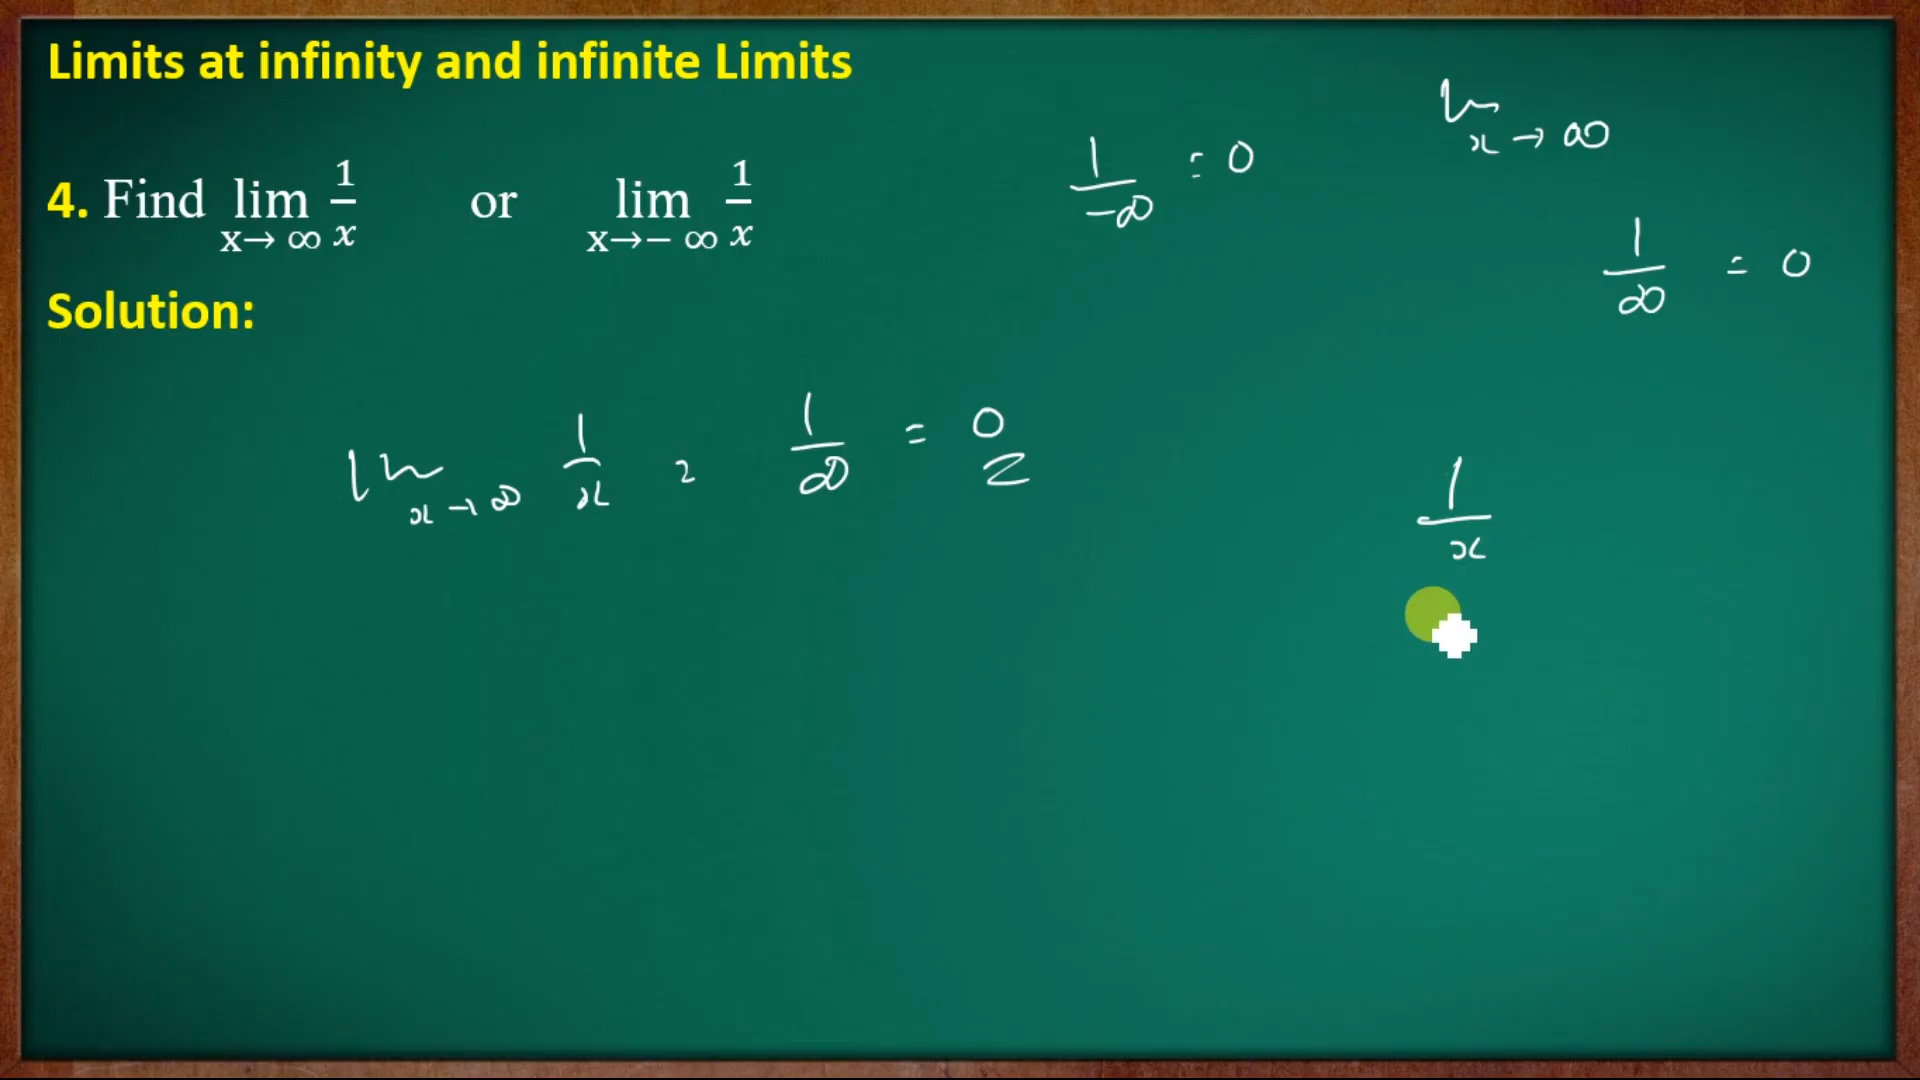 Limits at infinity and infinite Limits
4. Find lim x→ ∞ 1/x or lim x→− ∞ 1/x
Solution:
1/−∞ = 0
lim x → ∞
1/∞ = 0
lim x → ∞ 1/x = 1/∞ = 0
1/x